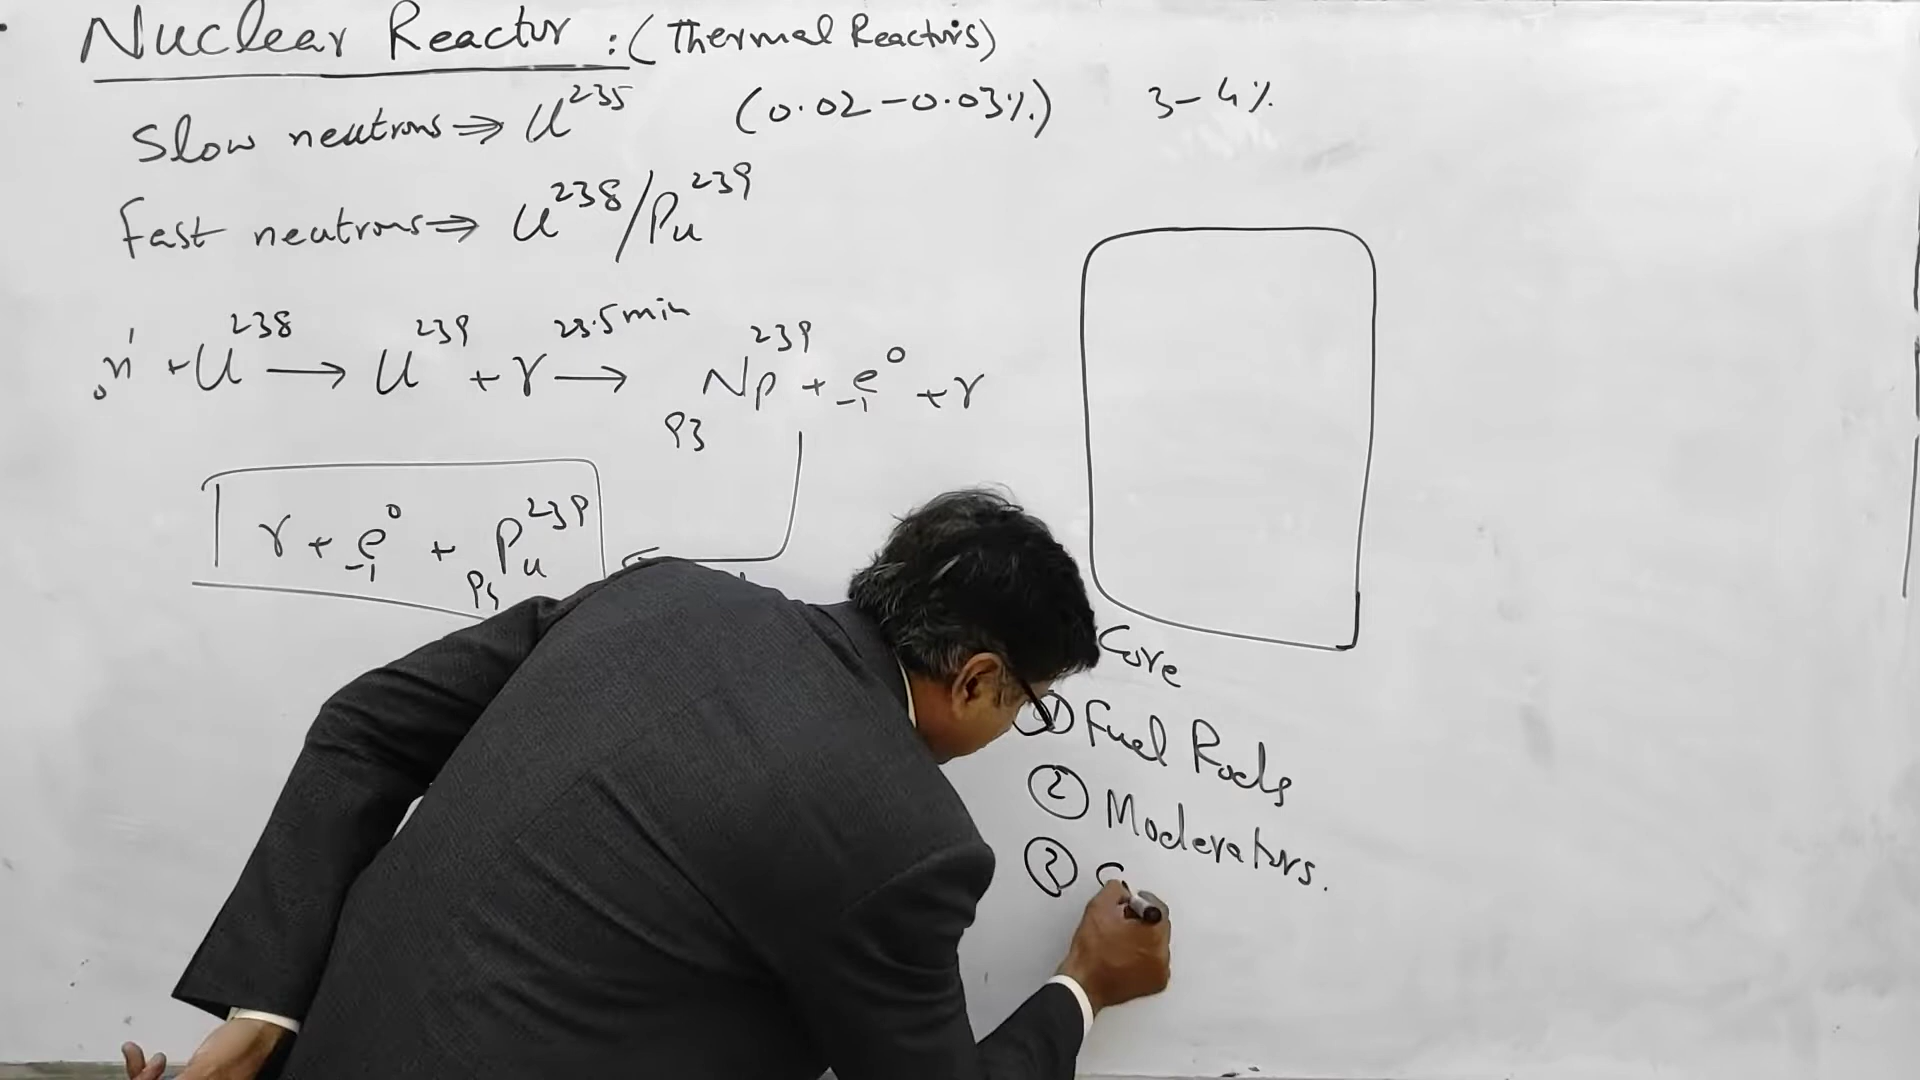 Nuclear Reactor : (Thermal Reactors)
Slow neutrons ⇒ U²³⁵ (0.02 - 0.03%) 3 - 4%
Fast neutrons ⇒ U²³⁸/Pu²³⁹
₀n¹ + U²³⁸ → U²³⁹ + γ 23.5 min → ₉₃Np²³⁹ + ₋₁e⁰ + γ
γ + ₋₁e⁰ + ₉₄Pu²³⁹
Core
① Fuel Rods
② Moderators.
③ C